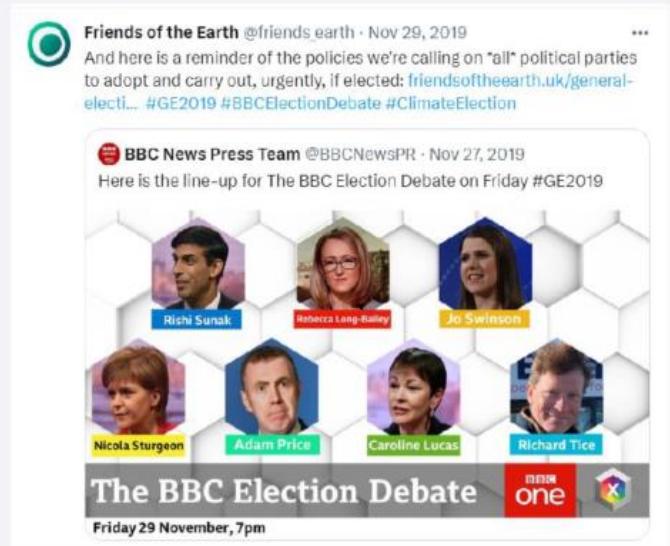 Friends of the Earth @friends_earth · Nov 29, 2019
And here is a reminder of the policies we're calling on *all* political parties
to adopt and carry out, urgently, if elected: friendsoftheearth.uk/general-
electi... #GE2019 #BBCElectionDebate #ClimateElection
BBC News Press Team @BBCNewsPR · Nov 27, 2019
Here is the line-up for The BBC Election Debate on Friday #GE2019
Rishi Sunak
Rebecca Long-Bailey
Jo Swinson
Nicola Sturgeon
Adam Price
Caroline Lucas
Richard Tice
The BBC Election Debate
BBC
one
X
Friday 29 November, 7pm